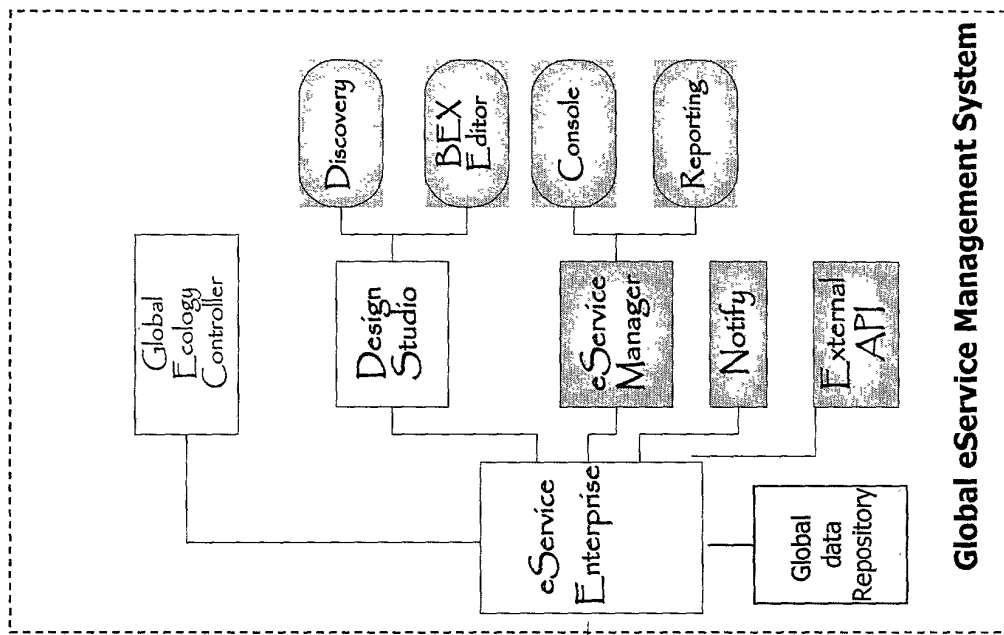 Global
Ecology
Controller
Discovery
BEX
Editor
Design
Studio
Console
Reporting
eService
Manager
Notify
External
API
eService
Enterprise
Global
data
Repository
Global eService Management System